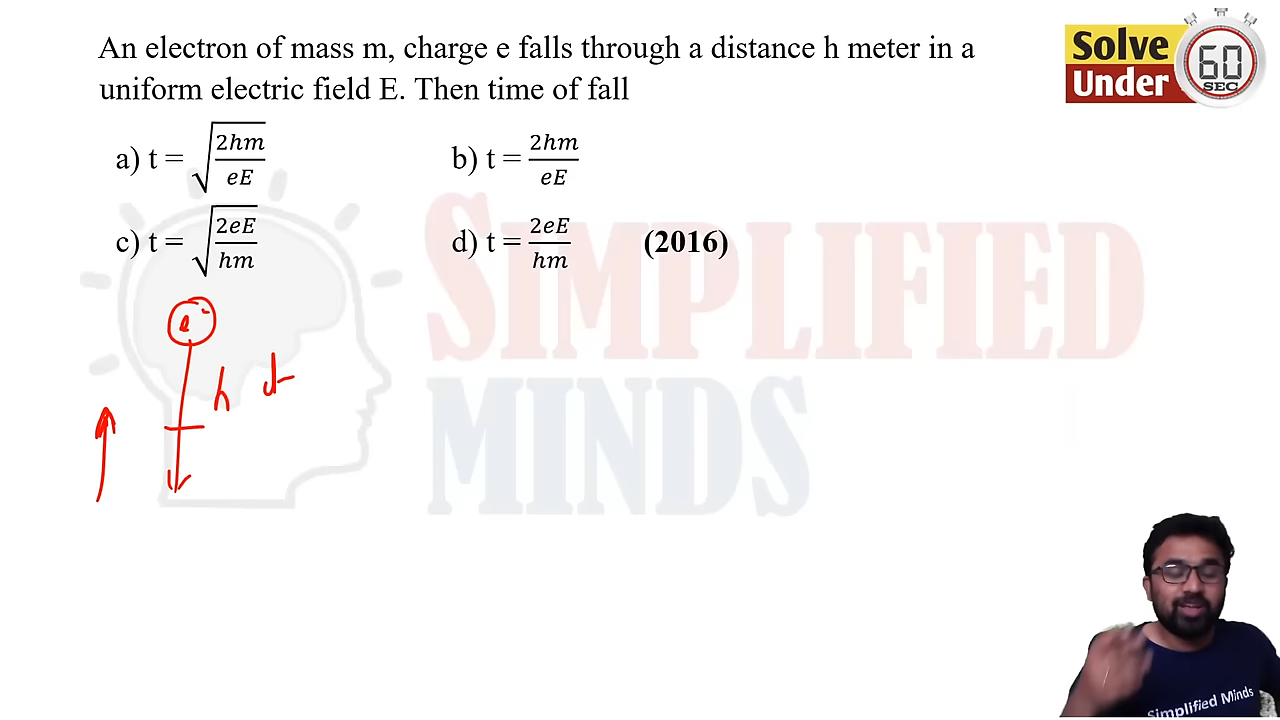 An electron of mass m, charge e falls through a distance h meter in a
uniform electric field E. Then time of fall
a) t = √(2hm/eE) b) t = 2hm/eE
c) t = √(2eE/hm) d) t = 2eE/hm (2016)
Solve
Under
60
SEC
SIMPLIFIED
MINDS
e⁻
h
Simplified Minds